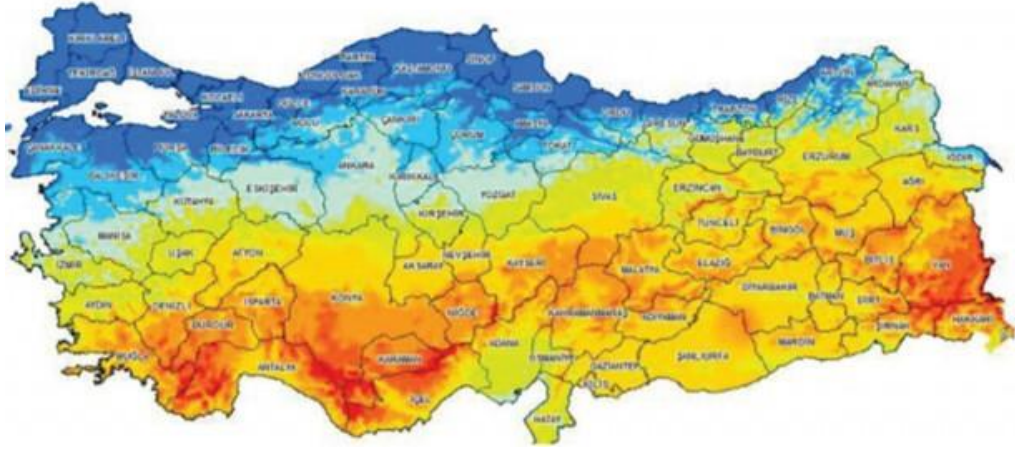 KIRKLARELİ
TEKİRDAĞ
İSTANBUL
EDİRNE
KOCAELİ
YALOVA
SAKARYA
DÜZCE
BOLU
ZONGULDAK
BARTIN
KARABÜK
KASTAMONU
SİNOP
SAMSUN
ÇANKIRI
ÇORUM
AMASYA
TOKAT
ORDU
GİRESUN
TRABZON
RİZE
ARTVİN
ARDAHAN
KARS
GÜMÜŞHANE
BAYBURT
ERZURUM
IĞDIR
AĞRI
ÇANAKKALE
BURSA
BİLECİK
BALIKESİR
KÜTAHYA
ESKİŞEHİR
ANKARA
KIRIKKALE
YOZGAT
KIRŞEHİR
SİVAS
ERZİNCAN
TUNCELİ
BİNGÖL
MUŞ
BİTLİS
VAN
MANİSA
İZMİR
UŞAK
AFYON
AKSARAY
NEVŞEHİR
KAYSERİ
MALATYA
ELAZIĞ
DİYARBAKIR
BATMAN
SİİRT
ŞIRNAK
HAKKARİ
AYDIN
DENİZLİ
ISPARTA
BURDUR
KONYA
NİĞDE
KAHRAMANMARAŞ
ADIYAMAN
MUĞLA
ANTALYA
KARAMAN
İÇEL
ADANA
OSMANİYE
GAZİANTEP
KİLİS
ŞANLIURFA
MARDİN
HATAY